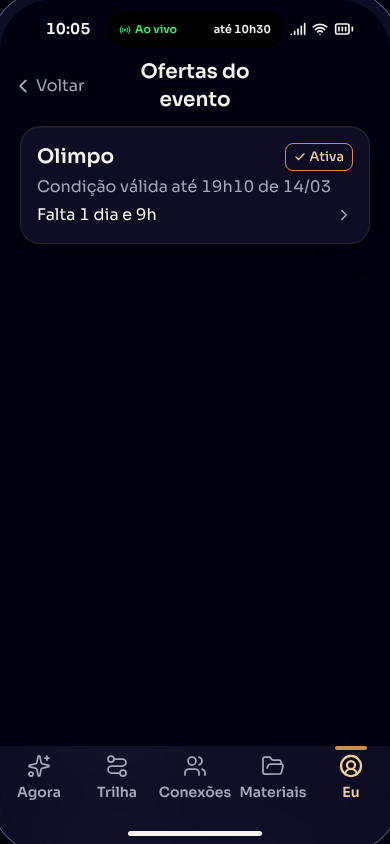 10:05
Ao vivo
até 10h30
Voltar
Ofertas do
evento
Olimpo
Ativa
Condição válida até 19h10 de 14/03
Falta 1 dia e 9h
Agora
Trilha
Conexões
Materiais
Eu